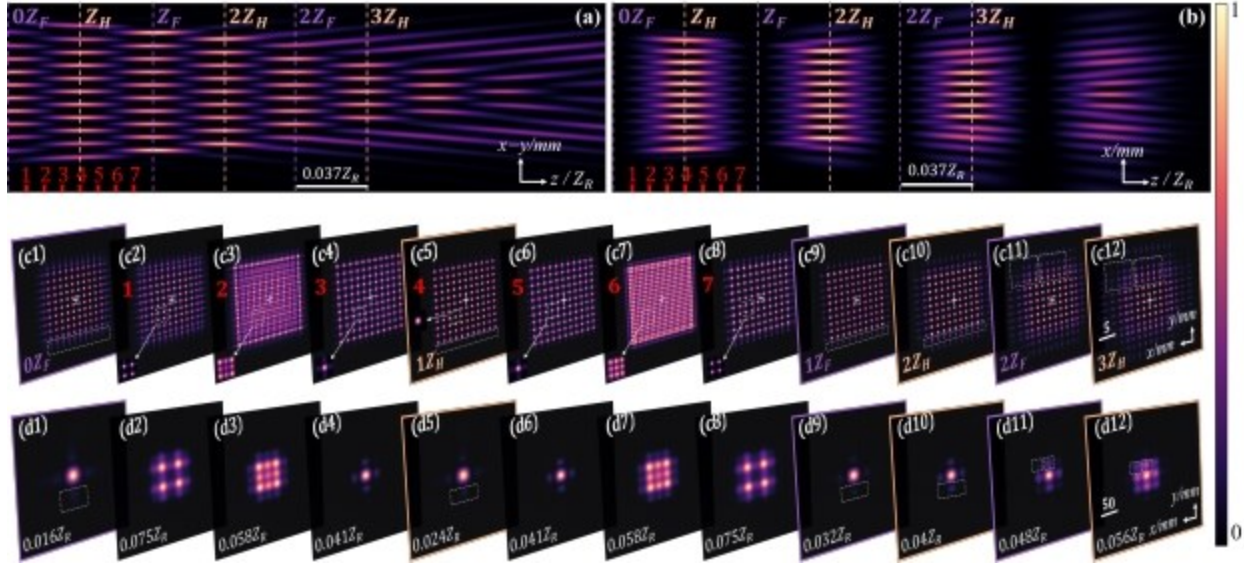 0Z_F Z_H Z_F 2Z_H 2Z_F 3Z_H (a)
x−y/mm
z / Z_R
0.037Z_R
1 2 3 4 5 6 7
0Z_F Z_H Z_F 2Z_H 2Z_F 3Z_H (b)
x/mm
z / Z_R
0.037Z_R
1 2 3 4 5 6 7
1
0
(c1) (c2) (c3) (c4) (c5) (c6) (c7) (c8) (c9) (c10) (c11) (c12)
1 2 3 4 5 6 7
5
y/mm
x/mm
0Z_F 1Z_H 1Z_F 2Z_H 2Z_F 3Z_H
(d1) (d2) (d3) (d4) (d5) (d6) (d7) (c8) (d9) (d10) (d11) (d12)
50
y/mm
x/mm
0.016Z_R 0.075Z_R 0.058Z_R 0.041Z_R 0.024Z_R 0.041Z_R 0.058Z_R 0.075Z_R 0.032Z_R 0.04Z_R 0.048Z_R 0.056Z_R